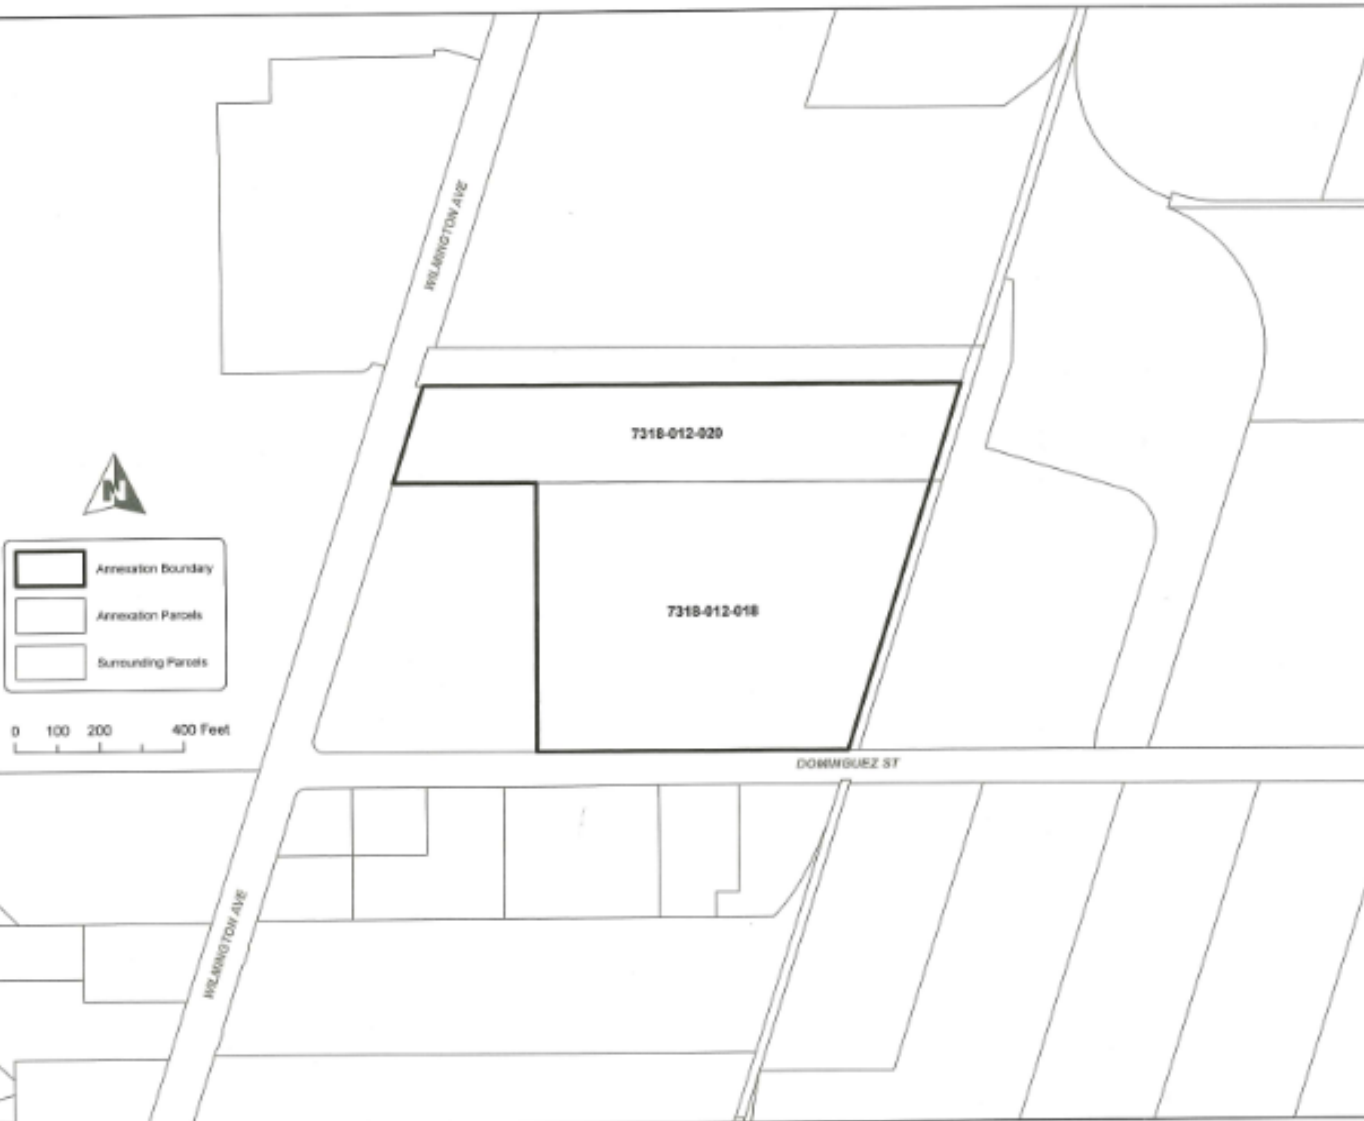 WILMINGTON AVE
7318-012-020
N
Annexation Boundary
Annexation Parcels
7318-012-018
Surrounding Parcels
0 100 200 400 Feet
DOMINGUEZ ST
WILMINGTON AVE